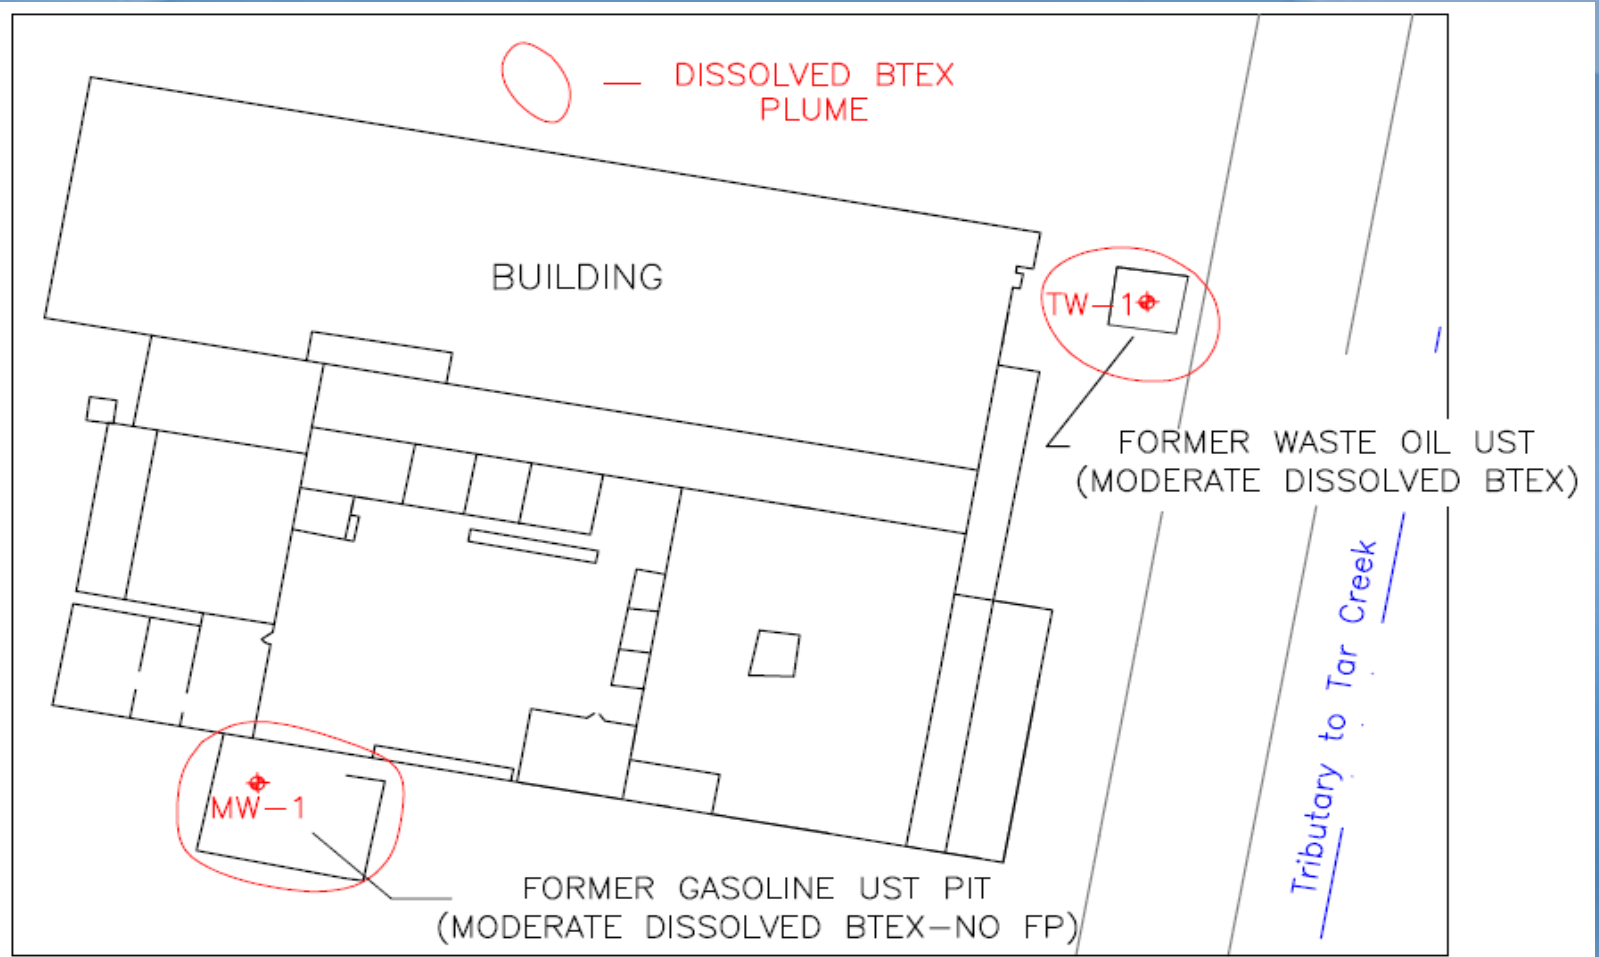 DISSOLVED BTEX
PLUME
BUILDING
TW-1
FORMER WASTE OIL UST
(MODERATE DISSOLVED BTEX)
Tributary to Tar Creek
MW-1
FORMER GASOLINE UST PIT
(MODERATE DISSOLVED BTEX-NO FP)